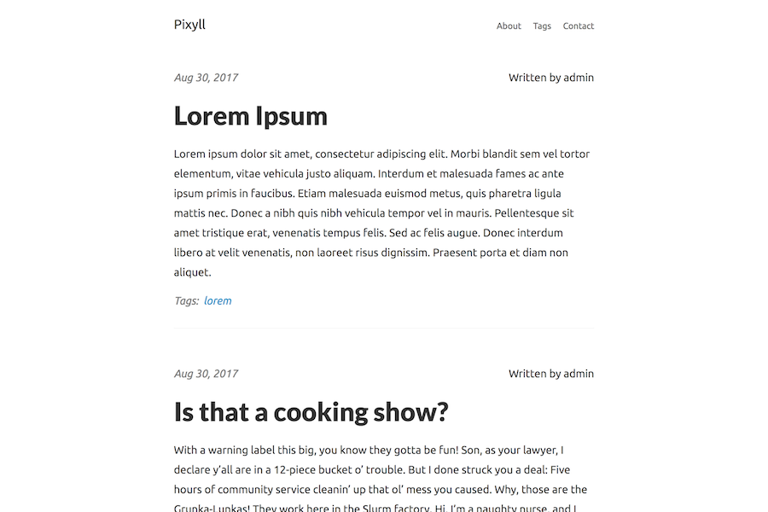 Pixyll
About Tags Contact
Aug 30, 2017 Written by admin
Lorem Ipsum
Lorem ipsum dolor sit amet, consectetur adipiscing elit. Morbi blandit sem vel tortor
elementum, vitae vehicula justo aliquam. Interdum et malesuada fames ac ante
ipsum primis in faucibus. Etiam malesuada euismod metus, quis pharetra ligula
mattis nec. Donec a nibh quis nibh vehicula tempor vel in mauris. Pellentesque sit
amet tristique erat, venenatis tempus felis. Sed ac felis augue. Donec interdum
libero at velit venenatis, non laoreet risus dignissim. Praesent porta et diam non
aliquet.
Tags: lorem
Aug 30, 2017 Written by admin
Is that a cooking show?
With a warning label this big, you know they gotta be fun! Son, as your lawyer, I
declare y’all are in a 12-piece bucket o’ trouble. But I done struck you a deal: Five
hours of community service cleanin’ up that ol’ mess you caused. Why, those are the
Grunka-Lunkas! They work here in the Slurm factory. Hi, I’m a naughty nurse, and I